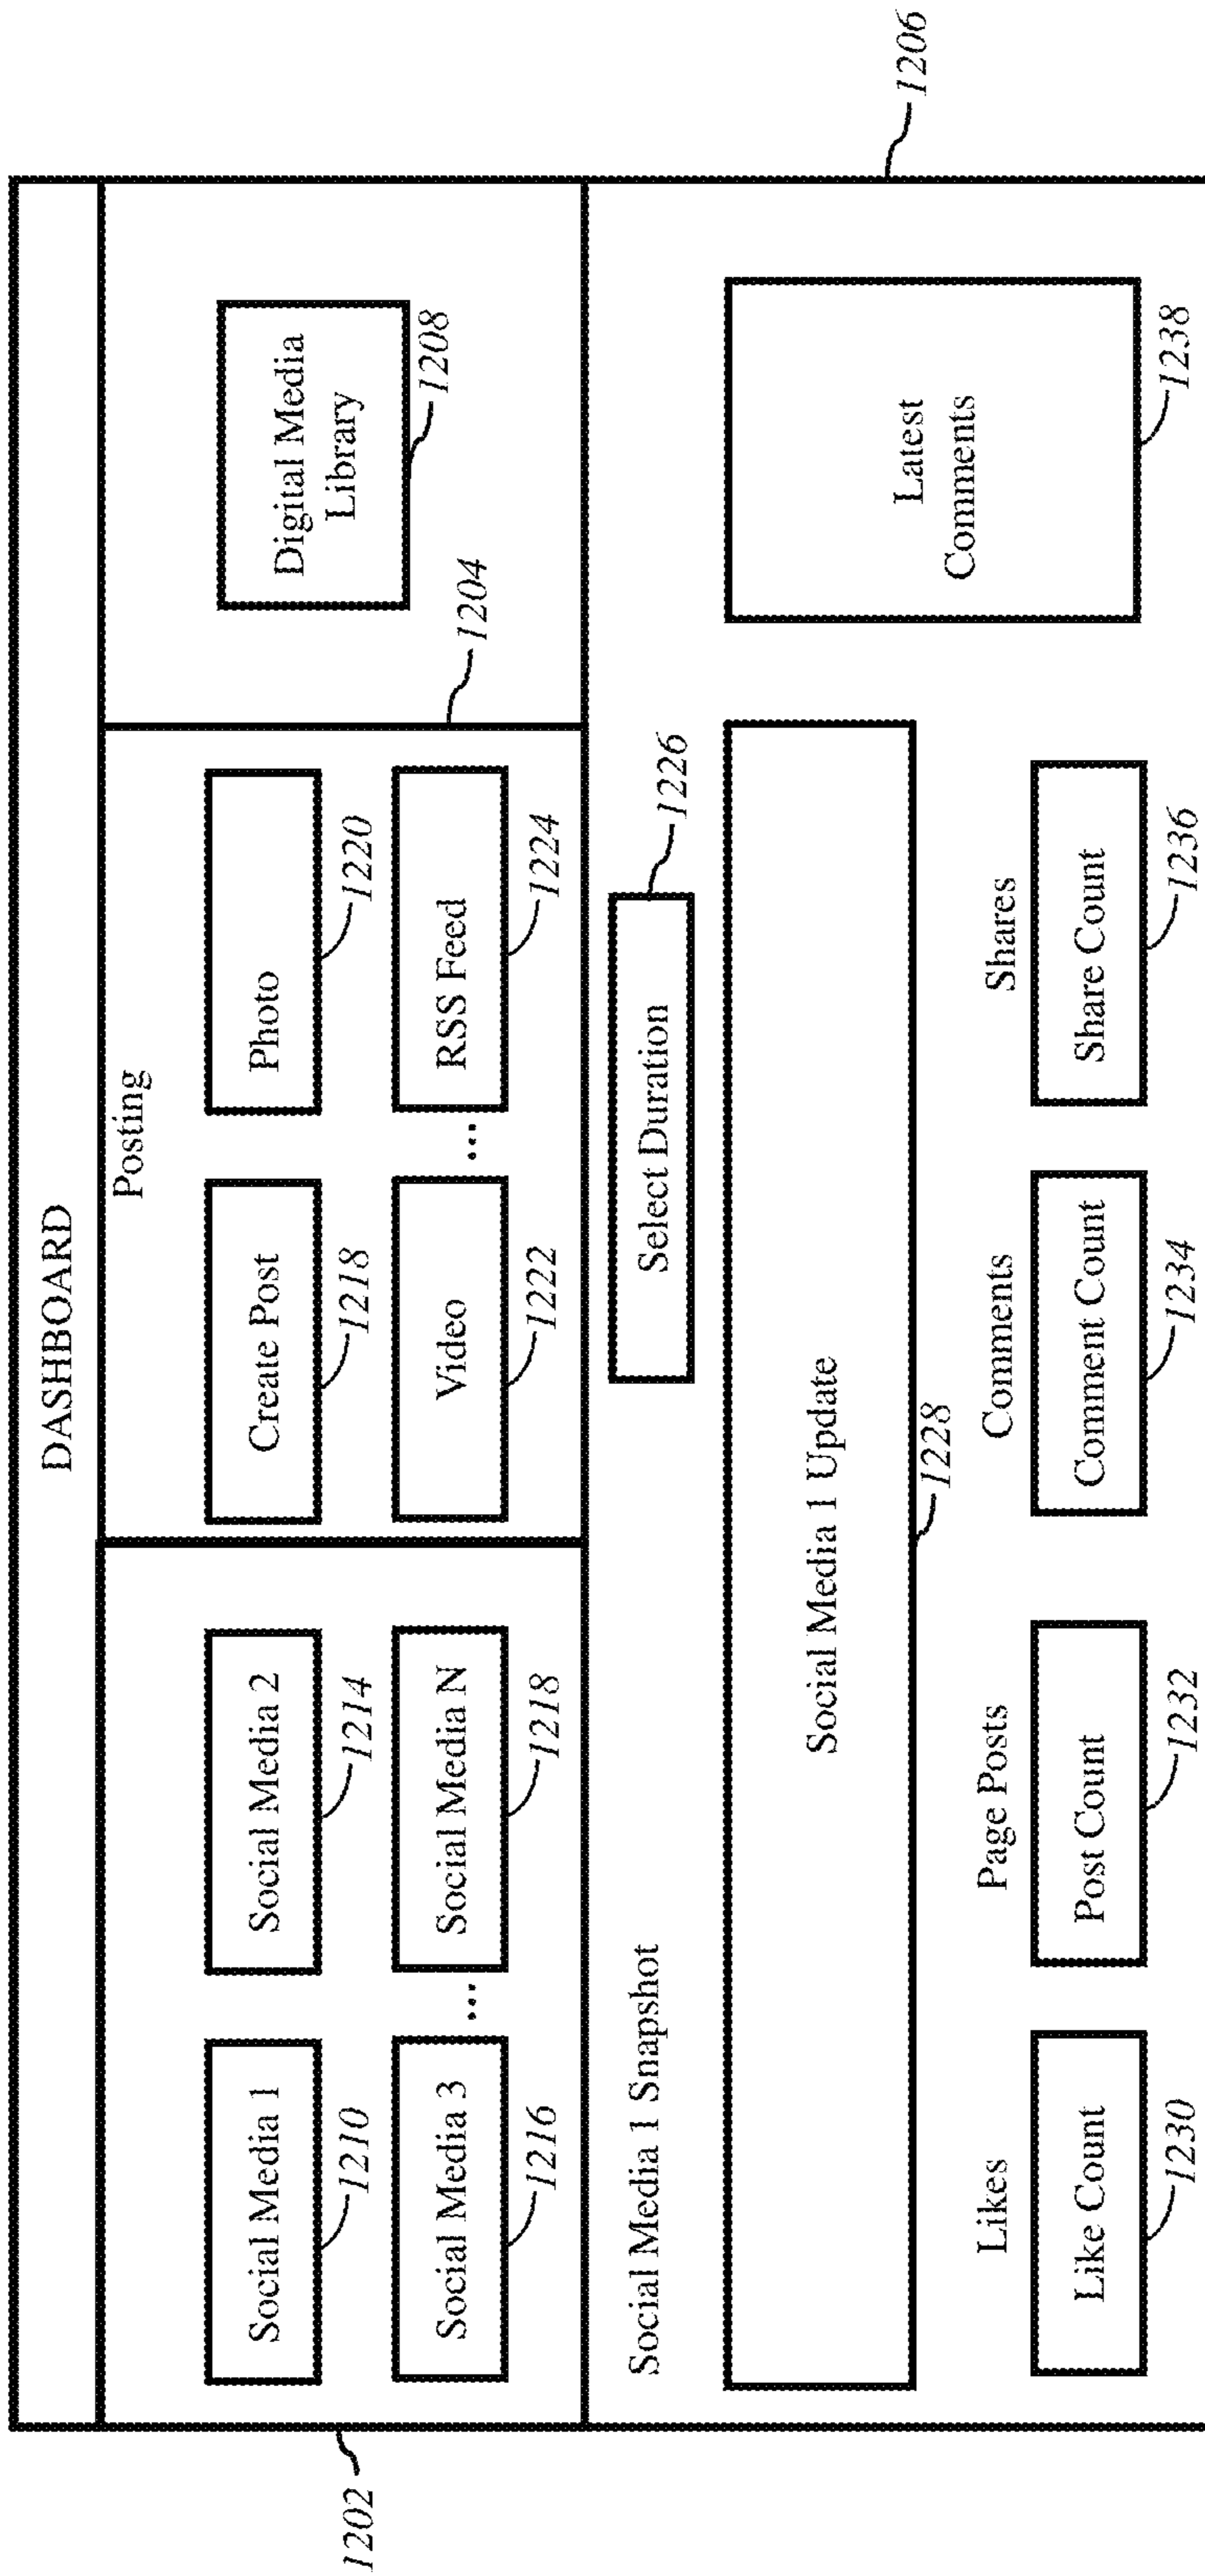 DASHBOARD
1202
Social Media 1
1210
Social Media 2
1214
Social Media 3
1216
...
Social Media N
1218
Posting
1204
Create Post
1218
Photo
1220
Video
1222
...
RSS Feed
1224
Digital Media
Library
1208
1206
Social Media 1 Snapshot
Select Duration
1226
Social Media 1 Update
1228
Likes
Like Count
1230
Page Posts
Post Count
1232
Comments
Comment Count
1234
Shares
Share Count
1236
Latest
Comments
1238